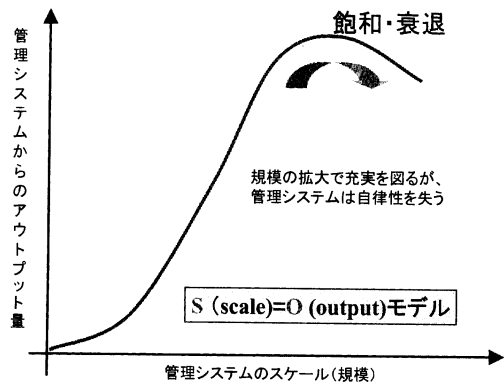 飽和・衰退
管理システムからのアウトプット量
規模の拡大で充実を図るが、
管理システムは自律性を失う
S (scale)=O (output)モデル
管理システムのスケール(規模)